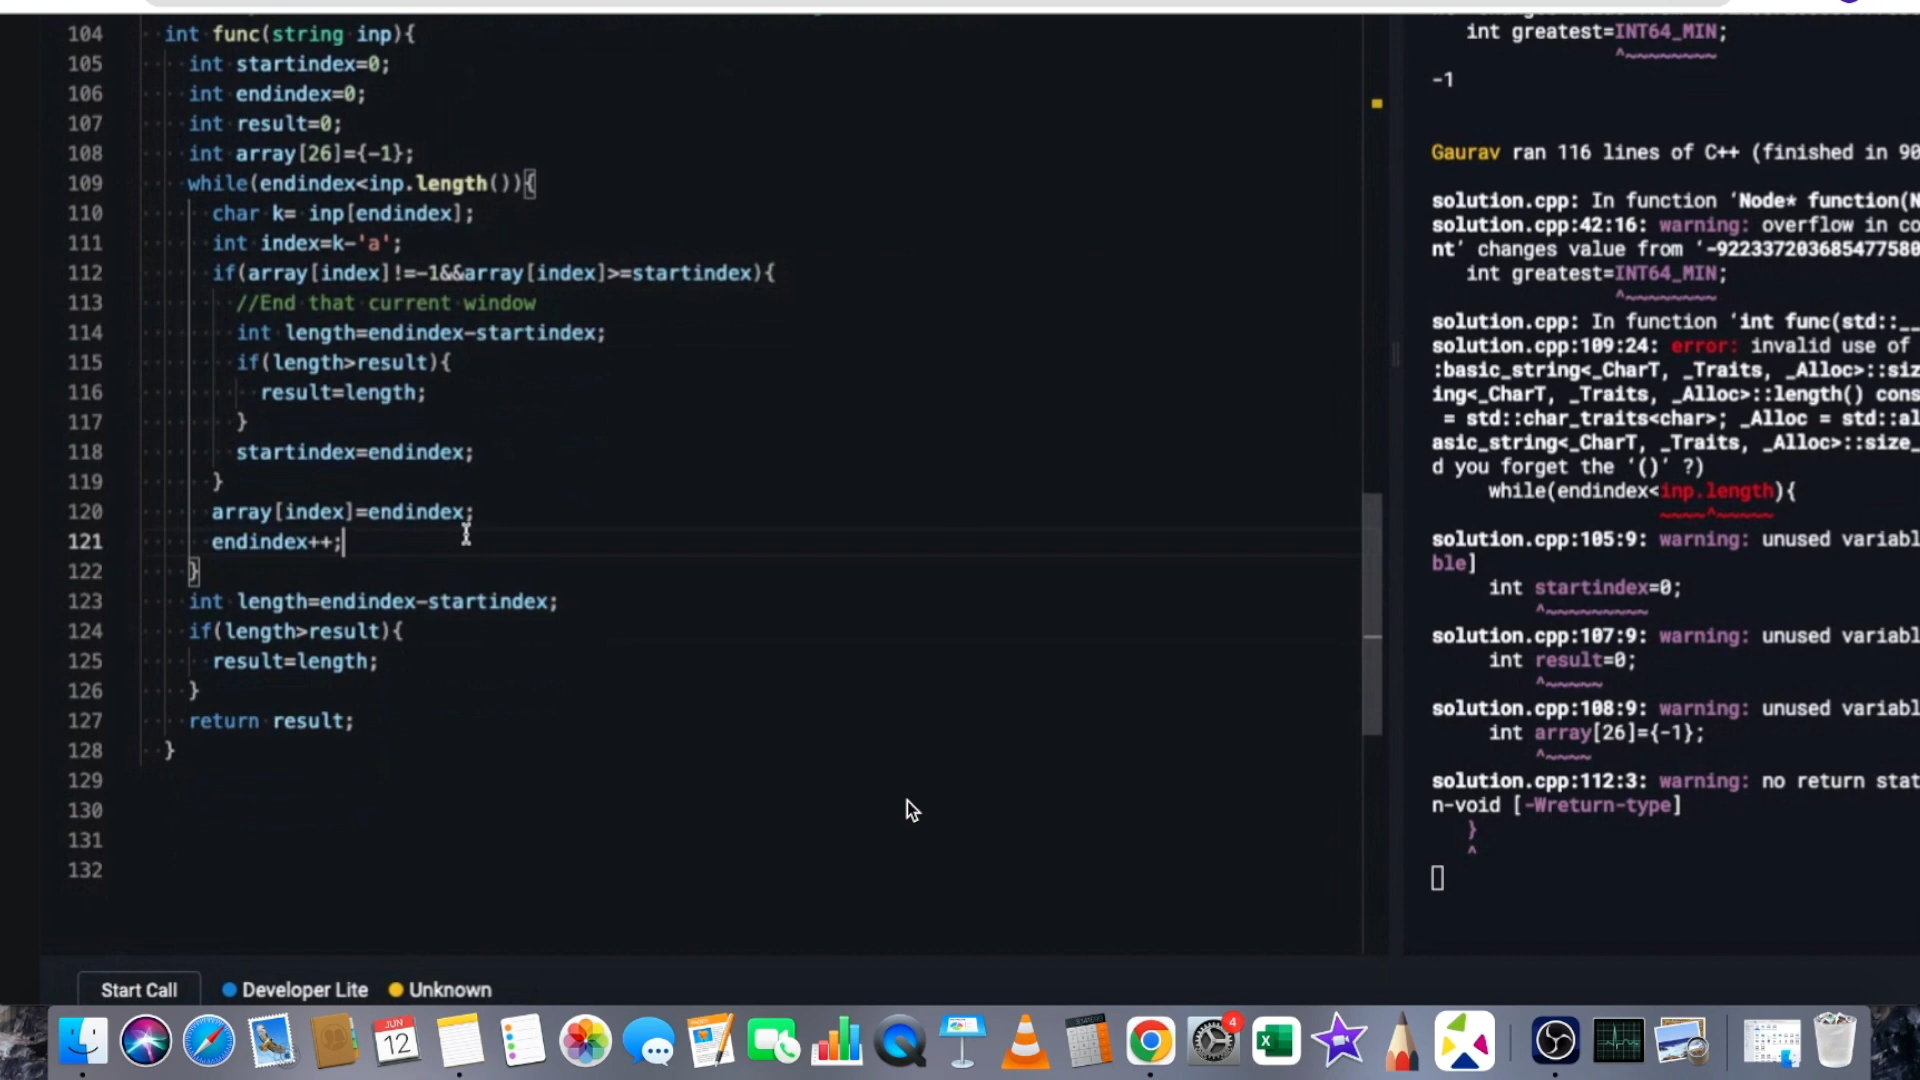 104 int func(string inp){
105 int startindex=0;
106 int endindex=0;
107 int result=0;
108 int array[26]={-1};
109 while(endindex<inp.length()){
110 char k= inp[endindex];
111 int index=k-'a';
112 if(array[index]!=-1&&array[index]>=startindex){
113 //End that current window
114 int length=endindex-startindex;
115 if(length>result){
116 result=length;
117 }
118 startindex=endindex;
119 }
120 array[index]=endindex;
121 endindex++;
122 }
123 int length=endindex-startindex;
124 if(length>result){
125 result=length;
126 }
127 return result;
128 }
129
130
131
132
int greatest=INT64_MIN;
^~~~~~~~~
-1
Gaurav ran 116 lines of C++ (finished in 90
solution.cpp: In function ‘Node* function(N
solution.cpp:42:16: warning: overflow in co
nt’ changes value from ‘-922337203685477580
int greatest=INT64_MIN;
^~~~~~~~~
solution.cpp: In function ‘int func(std::__
solution.cpp:109:24: error: invalid use of
:basic_string<_CharT, _Traits, _Alloc>::siz
ing<_CharT, _Traits, _Alloc>::length() cons
= std::char_traits<char>; _Alloc = std::al
asic_string<_CharT, _Traits, _Alloc>::size_
d you forget the ‘()’ ?)
while(endindex<inp.length){
~~~~^~~~~~
solution.cpp:105:9: warning: unused variabl
ble]
int startindex=0;
^~~~~~~~~~
solution.cpp:107:9: warning: unused variabl
int result=0;
^~~~~~
solution.cpp:108:9: warning: unused variabl
int array[26]={-1};
^~~~~
solution.cpp:112:3: warning: no return stat
n-void [-Wreturn-type]
}
^
Start Call Developer Lite Unknown
JUN
12
4